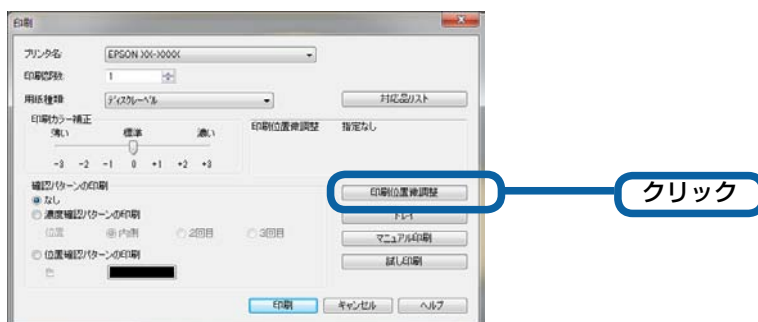 印刷
プリンタ名: EPSON XX-XXXXX
印刷部数: 1
用紙種類: ディスクレーベル 対応品リスト
印刷カラー補正
薄い 標準 濃い
-3 -2 -1 0 +1 +2 +3
印刷位置微調整 指定なし
確認パターンの印刷
なし
濃度確認パターンの印刷
位置 内側 2回目 3回目
位置確認パターンの印刷
色
印刷位置微調整
トレイ
マニュアル印刷
試し印刷
印刷 キャンセル ヘルプ
クリック